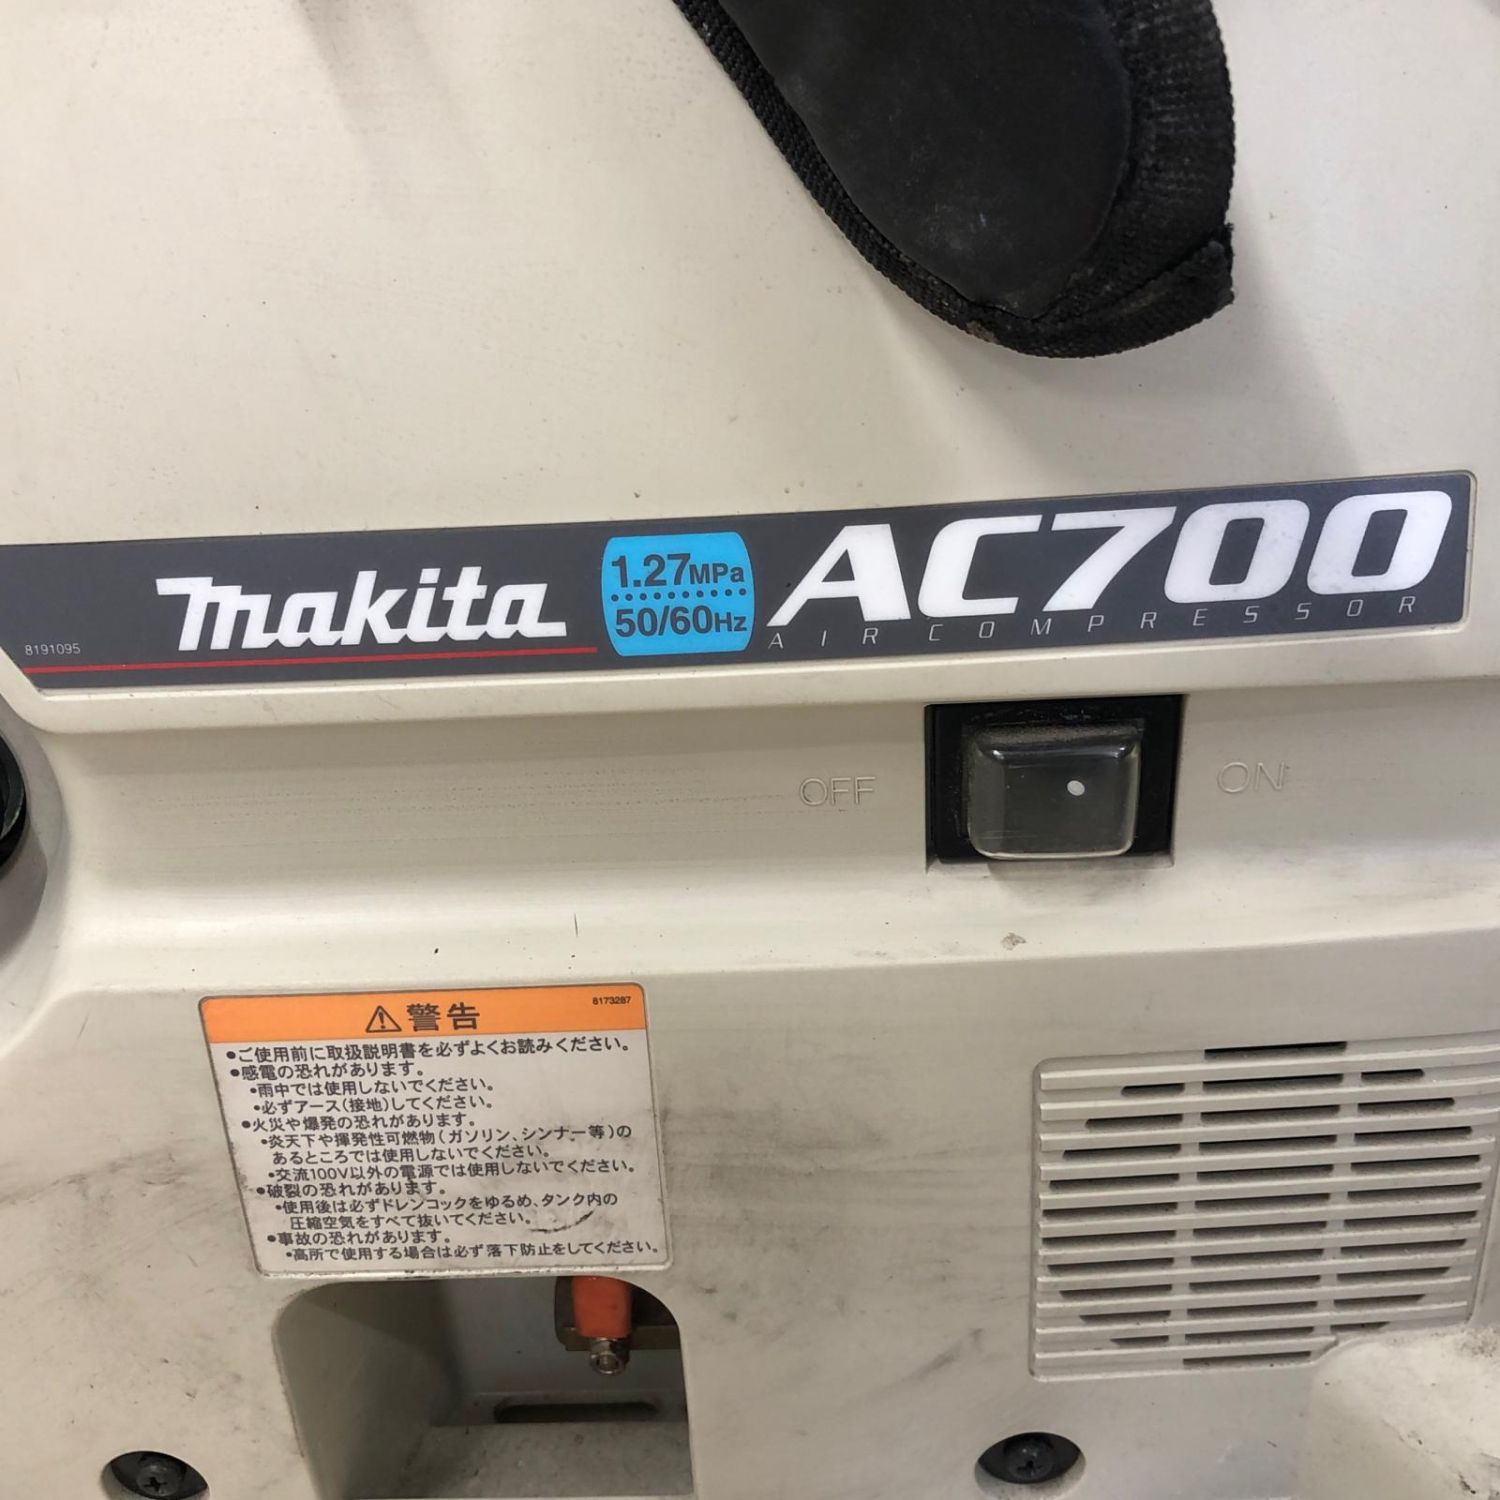 makita
1.27MPa
50/60Hz
AC700
AIR COMPRESSOR
8191095
OFF
ON
8173287
⚠警告
●ご使用前に取扱説明書を必ずよくお読みください。
●感電の恐れがあります。
•雨中では使用しないでください。
•必ずアース(接地)してください。
●火災や爆発の恐れがあります。
•炎天下や揮発性可燃物(ガソリン、シンナー等)の
あるところでは使用しないでください。
•交流100V以外の電源では使用しないでください。
●破裂の恐れがあります。
•使用後は必ずドレンコックをゆるめ、タンク内の
圧縮空気をすべて抜いてください。
●事故の恐れがあります。
•高所で使用する場合は必ず落下防止をしてください。